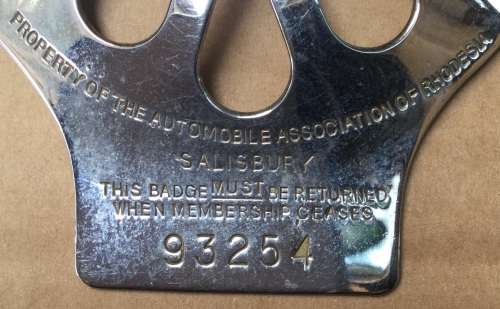 PROPERTY OF THE AUTOMOBILE ASSOCIATION OF RHODESIA
SALISBURY
THIS BADGE MUST BE RETURNED
WHEN MEMBERSHIP CEASES
93254